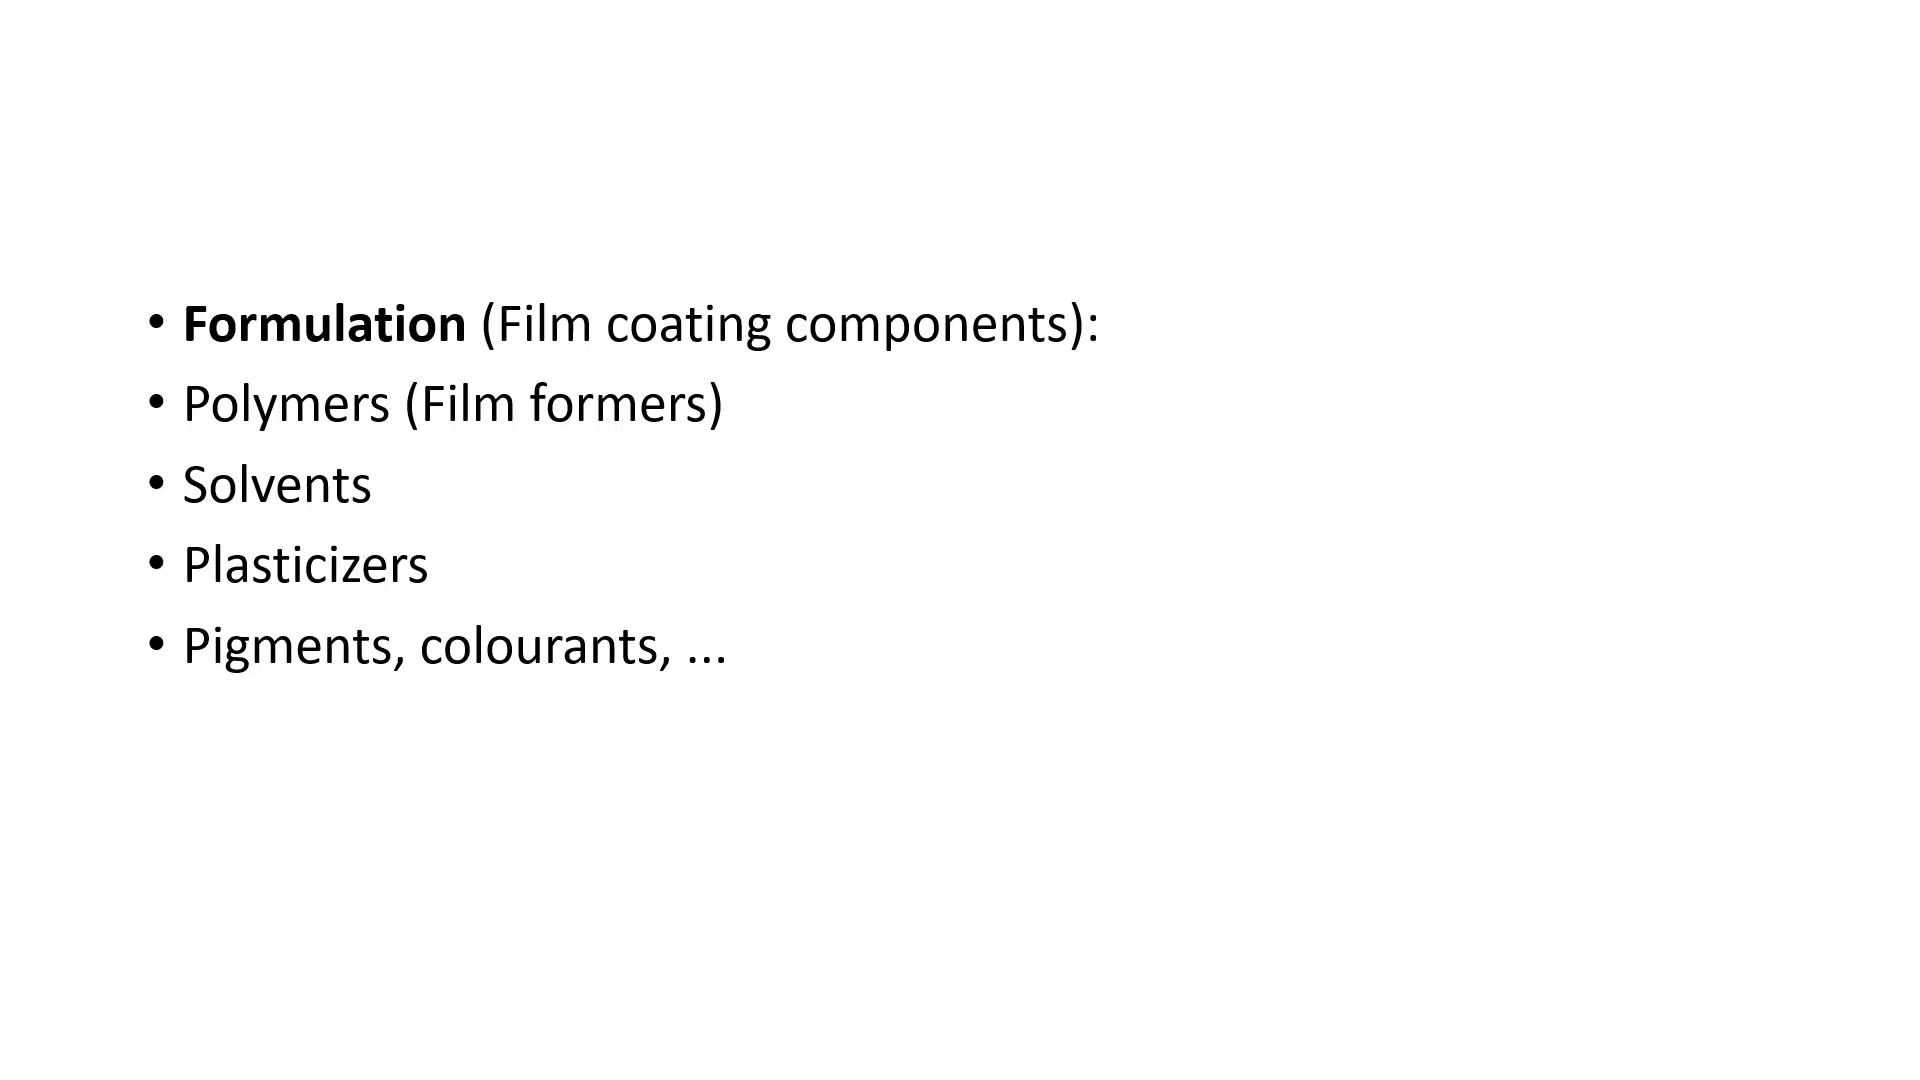 • Formulation (Film coating components):
• Polymers (Film formers)
• Solvents
• Plasticizers
• Pigments, colourants, ...